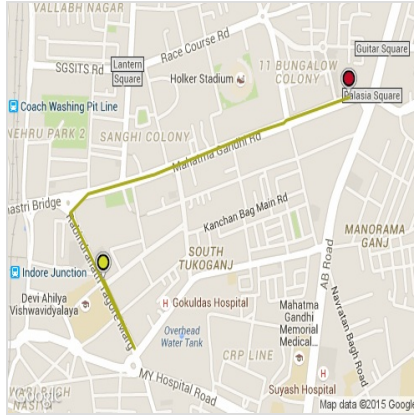 VALLABH NAGAR
Race Course Rd
Guitar Square
SGSITS Rd
Lantern
Square
11 BUNGALOW
COLONY
Holker Stadium
Palasia Square
Coach Washing Pit Line
NEHRU PARK 2
SANGHI COLONY
Mahatma Gandhi Rd
hastri Bridge
Kanchan Bag Main Rd
Rabindranath Tagore Marg
MANORAMA
GANJ
SOUTH
TUKOGANJ
AB Road
Indore Junction
Devi Ahilya
Vishwavidyalaya
Gokuldas Hospital
Navratan Bagh Road
Mahatma
Gandhi
Memorial
Medical...
Overhead
Water Tank
CRP LINE
MY Hospital Road
Suyash Hospital
Google
Map data ©2015 Google